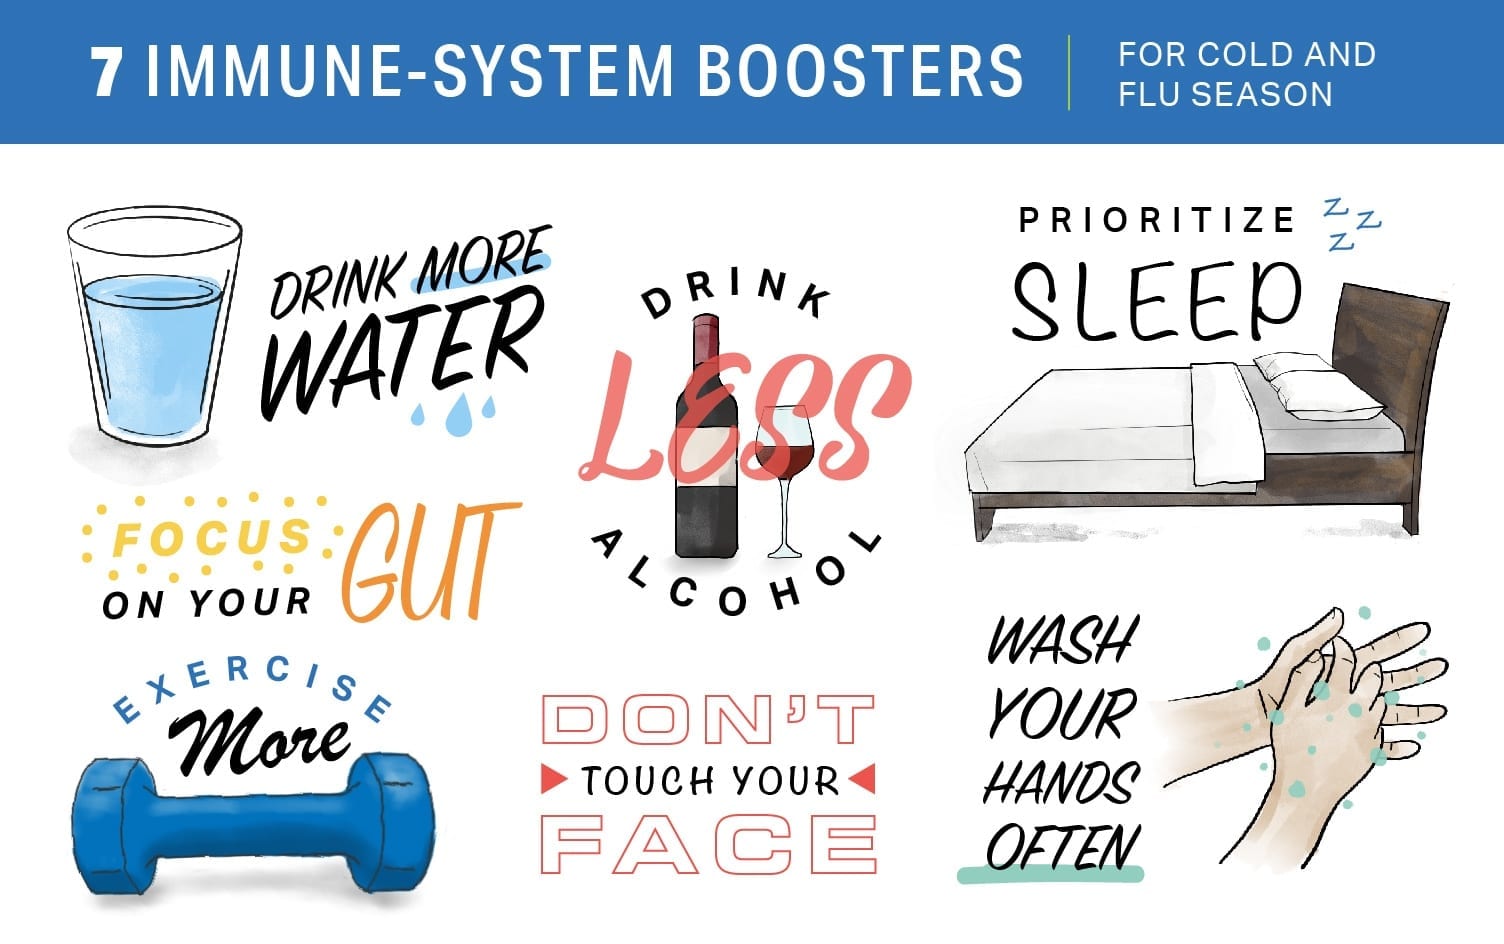 7 IMMUNE-SYSTEM BOOSTERS
FOR COLD AND
FLU SEASON
DRINK MORE
WATER
FOCUS
ON YOUR
GUT
EXERCISE
More
DRINK
LESS
ALCOHOL
DON'T
TOUCH YOUR
FACE
PRIORITIZE
z z
z
SLEEP
WASH
YOUR
HANDS
OFTEN